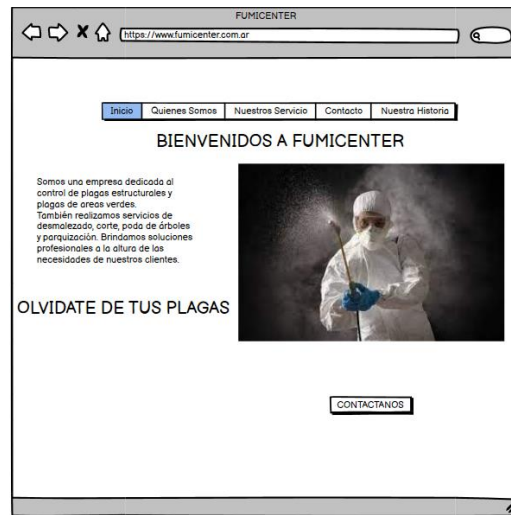 FUMICENTER
https://www.fumicenter.com.ar
Inicio Quienes Somos Nuestros Servicio Contacto Nuestra Historia
BIENVENIDOS A FUMICENTER
Somos una empresa dedicada al
control de plagas estructurales y
plagas de areas verdes.
También realizamos servicios de
desmalezado, corte, poda de árboles
y parquización. Brindamos soluciones
profesionales a la altura de las
necesidades de nuestros clientes.
OLVIDATE DE TUS PLAGAS
CONTACTANOS